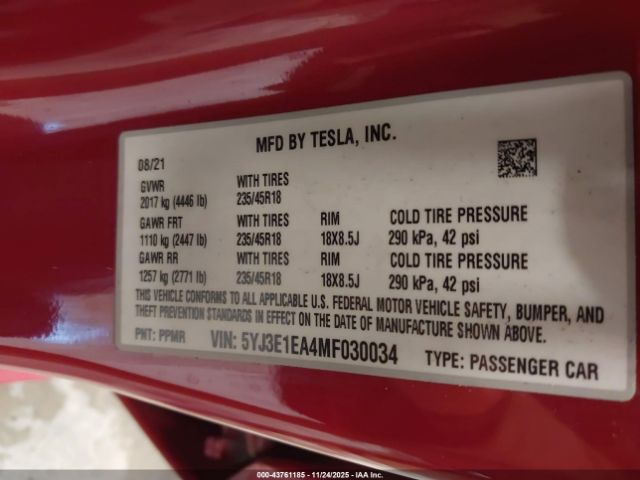 MFD BY TESLA, INC.
08/21
GVWR WITH TIRES
2017 kg (4446 lb) 235/45R18
GAWR FRT WITH TIRES RIM COLD TIRE PRESSURE
1110 kg (2447 lb) 235/45R18 18X8.5J 290 kPa, 42 psi
GAWR RR WITH TIRES RIM COLD TIRE PRESSURE
1257 kg (2771 lb) 235/45R18 18X8.5J 290 kPa, 42 psi
THIS VEHICLE CONFORMS TO ALL APPLICABLE U.S. FEDERAL MOTOR VEHICLE SAFETY, BUMPER, AND
THEFT PREVENTION STANDARDS IN EFFECT ON THE DATE OF MANUFACTURE SHOWN ABOVE.
PNT: PPMR VIN: 5YJ3E1EA4MF030034 TYPE: PASSENGER CAR
000-43761185 - 11/24/2025 - IAA, Inc.